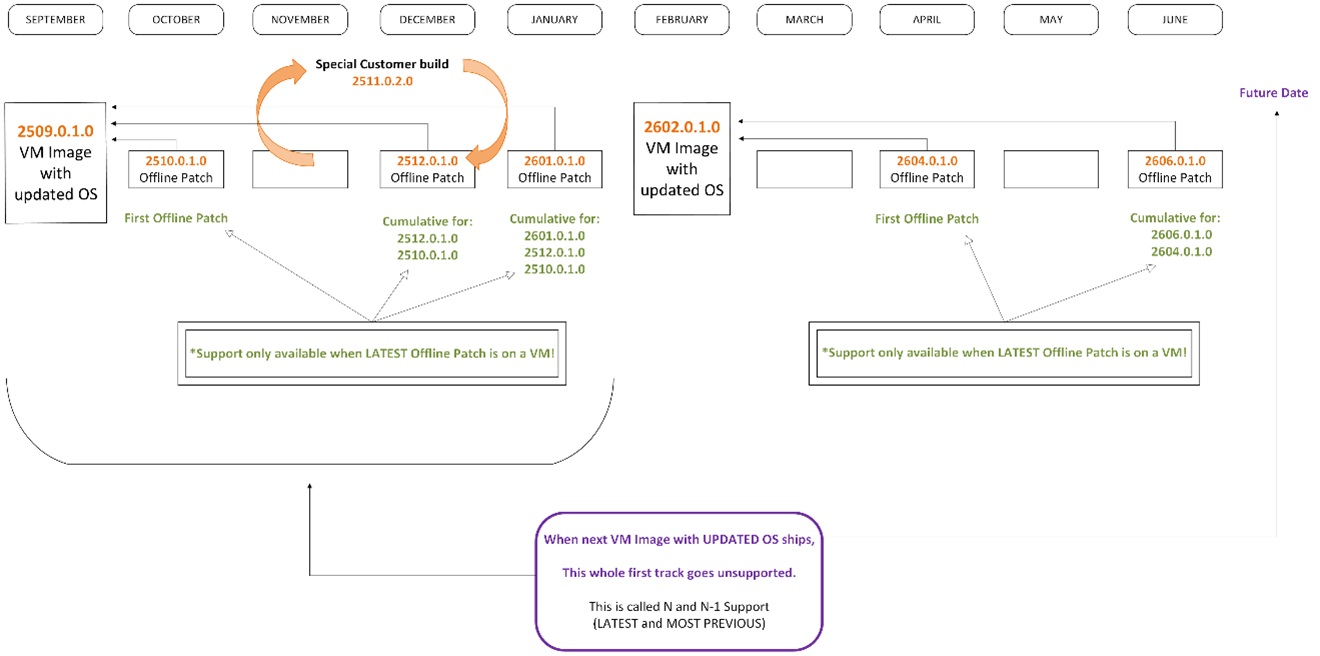 SEPTEMBER
OCTOBER
NOVEMBER
DECEMBER
JANUARY
FEBRUARY
MARCH
APRIL
MAY
JUNE
Special Customer build
2511.0.2.0
Future Date
2509.0.1.0
VM Image
with
updated OS
2510.0.1.0
Offline Patch
2512.0.1.0
Offline Patch
2601.0.1.0
Offline Patch
2602.0.1.0
VM Image
with
updated OS
2604.0.1.0
Offline Patch
2606.0.1.0
Offline Patch
First Offline Patch
Cumulative for:
2512.0.1.0
2510.0.1.0
Cumulative for:
2601.0.1.0
2512.0.1.0
2510.0.1.0
First Offline Patch
Cumulative for:
2606.0.1.0
2604.0.1.0
*Support only available when LATEST Offline Patch is on a VM!
*Support only available when LATEST Offline Patch is on a VM!
When next VM Image with UPDATED OS ships,
This whole first track goes unsupported.
This is called N and N-1 Support
(LATEST and MOST PREVIOUS)